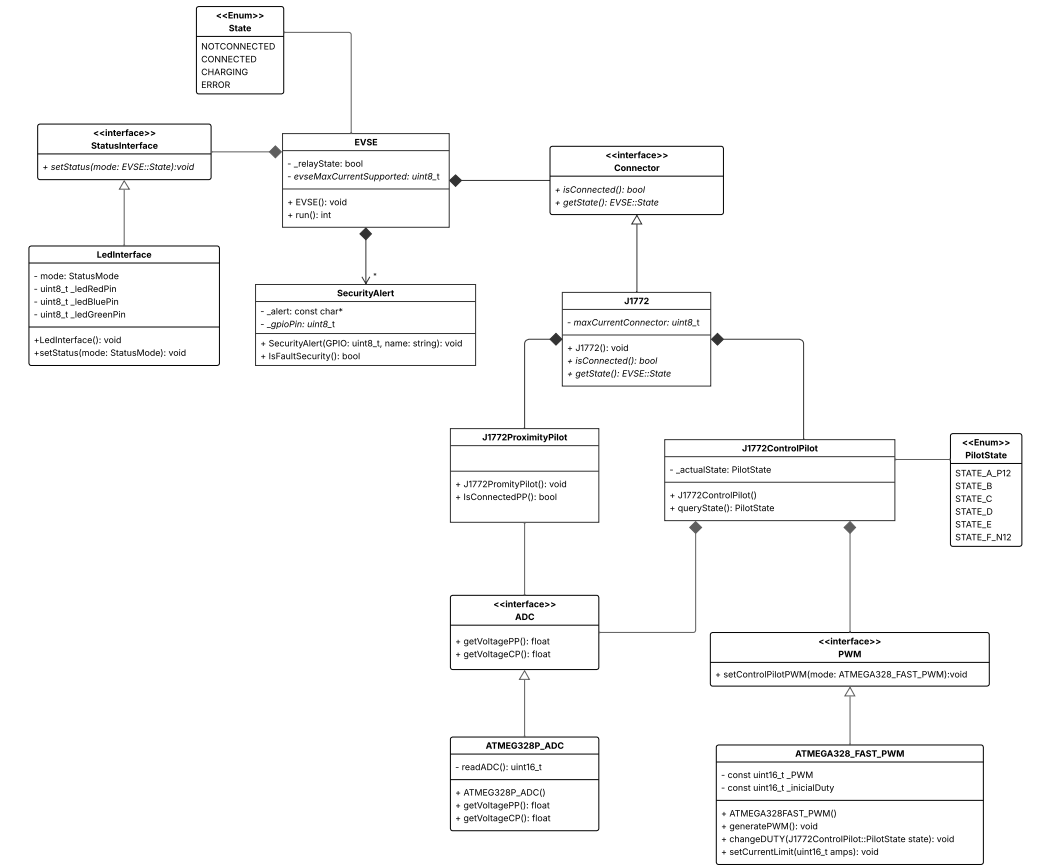 <<Enum>>
State
NOTCONNECTED
CONNECTED
CHARGING
ERROR
<<interface>>
StatusInterface
+ setStatus(mode: EVSE::State):void
EVSE
- _relayState: bool
- evseMaxCurrentSupported: uint8_t
+ EVSE(): void
+ run(): int
<<interface>>
Connector
+ isConnected(): bool
+ getState(): EVSE::State
LedInterface
- mode: StatusMode
- uint8_t _ledRedPin
- uint8_t _ledBluePin
- uint8_t _ledGreenPin
+LedInterface(): void
+setStatus(mode: StatusMode): void
*
SecurityAlert
- _alert: const char*
- _gpioPin: uint8_t
+ SecurityAlert(GPIO: uint8_t, name: string): void
+ IsFaultSecurity(): bool
J1772
- maxCurrentConnector: uint8_t
+ J1772(): void
+ isConnected(): bool
+ getState(): EVSE::State
J1772ProximityPilot
+ J1772PromityPilot(): void
+ IsConnectedPP(): bool
J1772ControlPilot
- _actualState: PilotState
+ J1772ControlPilot()
+ queryState(): PilotState
<<Enum>>
PilotState
STATE_A_P12
STATE_B
STATE_C
STATE_D
STATE_E
STATE_F_N12
<<interface>>
ADC
+ getVoltagePP(): float
+ getVoltageCP(): float
<<interface>>
PWM
+ setControlPilotPWM(mode: ATMEGA328_FAST_PWM):void
ATMEG328P_ADC
- readADC(): uint16_t
+ ATMEG328P_ADC()
+ getVoltagePP(): float
+ getVoltageCP(): float
ATMEGA328_FAST_PWM
- const uint16_t _PWM
- const uint16_t _inicialDuty
+ ATMEGA328FAST_PWM()
+ generatePWM(): void
+ changeDUTY(J1772ControlPilot::PilotState state): void
+ setCurrentLimit(uint16_t amps): void